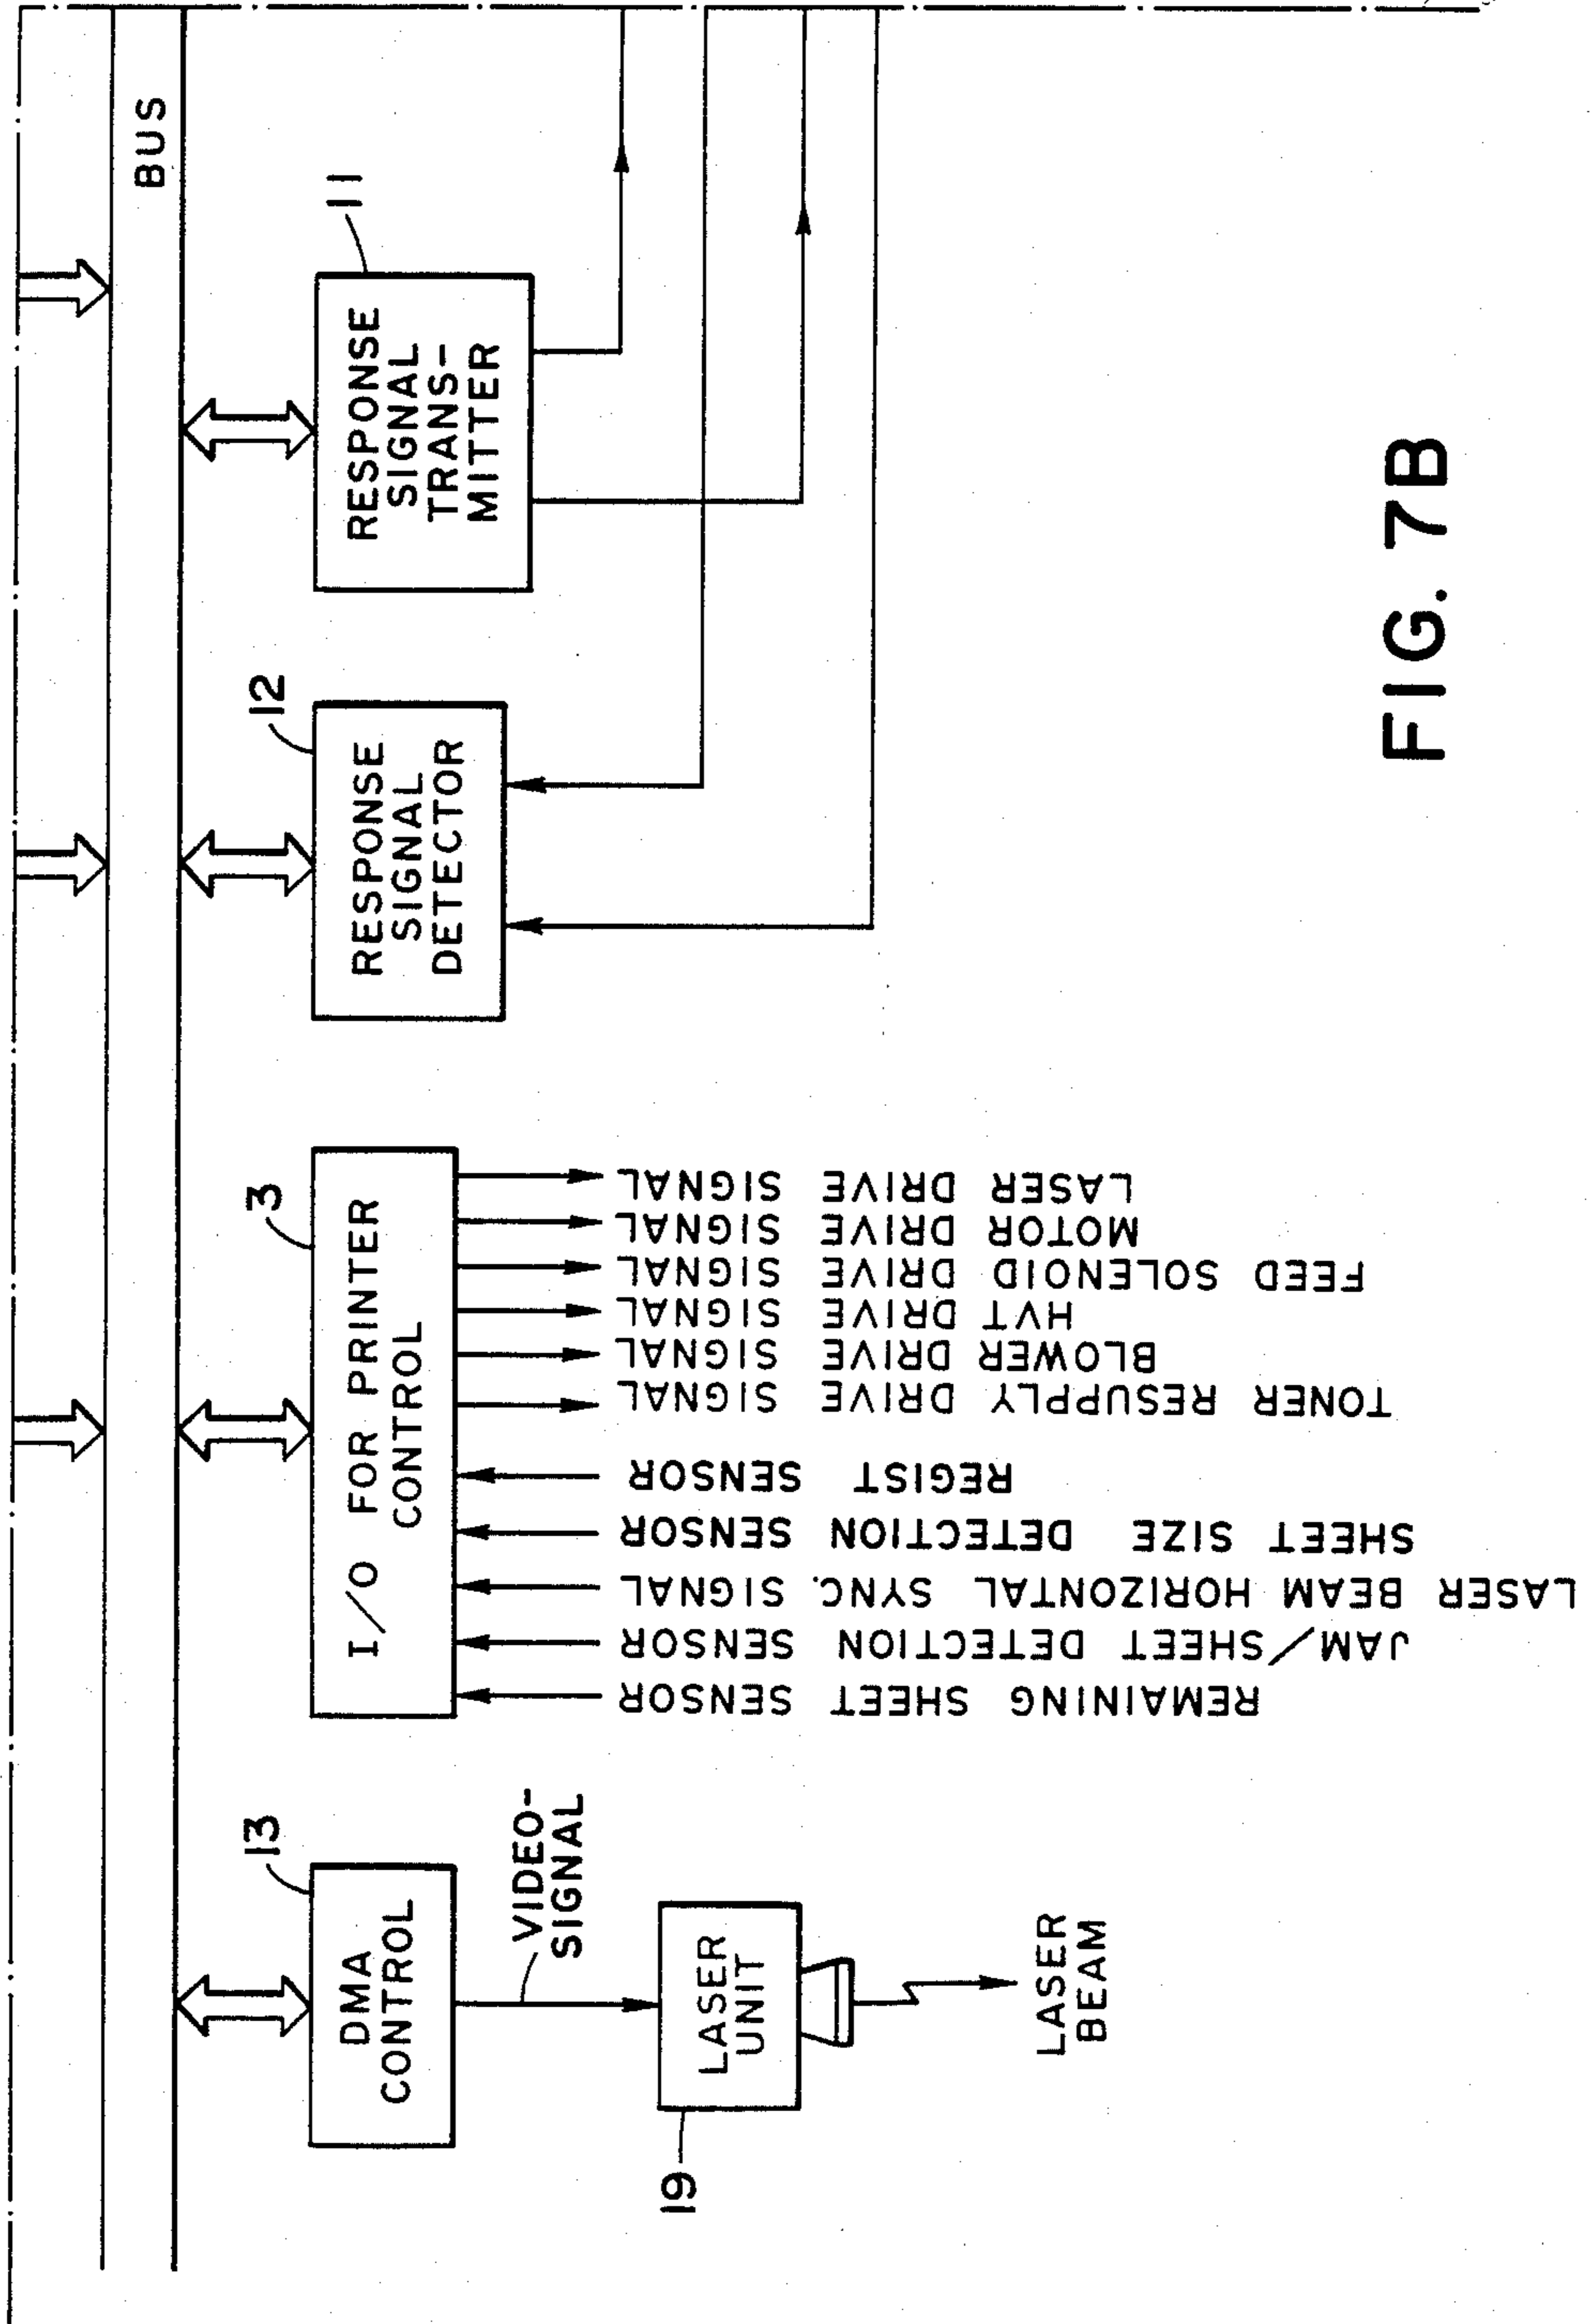 BUS
13
DMA
CONTROL
VIDEO-
SIGNAL
LASER
UNIT
19
LASER
BEAM
3
I/O FOR PRINTER
CONTROL
REMAINING SHEET SENSOR
JAM/SHEET DETECTION SENSOR
LASER BEAM HORIZONTAL SYNC. SIGNAL
SHEET SIZE DETECTION SENSOR
REGIST SENSOR
TONER RESUPPLY DRIVE SIGNAL
BLOWER DRIVE SIGNAL
HVT DRIVE SIGNAL
FEED SOLENOID DRIVE SIGNAL
MOTOR DRIVE SIGNAL
LASER DRIVE SIGNAL
12
RESPONSE
SIGNAL
DETECTOR
11
RESPONSE
SIGNAL
TRANS-
MITTER
FIG. 7B